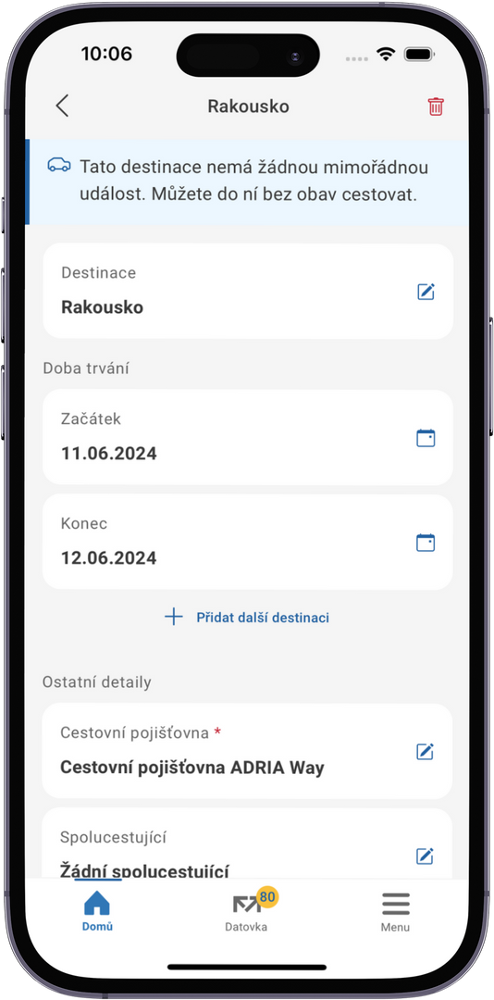 10:06
Rakousko
Tato destinace nemá žádnou mimořádnou
událost. Můžete do ní bez obav cestovat.
Destinace
Rakousko
Doba trvání
Začátek
11.06.2024
Konec
12.06.2024
Přidat další destinaci
Ostatní detaily
Cestovní pojišťovna *
Cestovní pojišťovna ADRIA Way
Spolucestující
Žádní spolucestující
80
Domů
Datovka
Menu